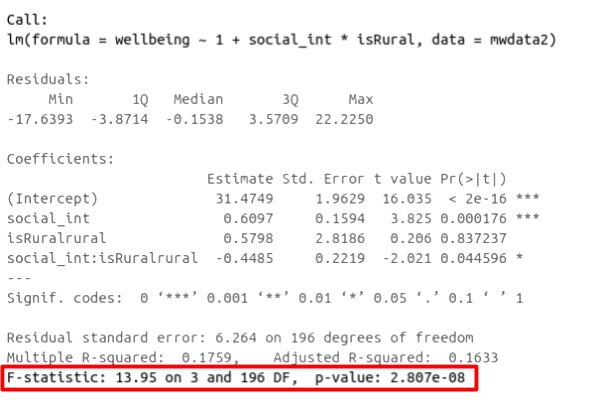 Call:
lm(formula = wellbeing ~ 1 + social_int * isRural, data = mwdata2)
Residuals:
Min 1Q Median 3Q Max
-17.6393 -3.8714 -0.1538 3.5709 22.2250
Coefficients:
Estimate Std. Error t value Pr(>|t|)
(Intercept) 31.4749 1.9629 16.035 < 2e-16 ***
social_int 0.6097 0.1594 3.825 0.000176 ***
isRuralrural 0.5798 2.8186 0.206 0.837237
social_int:isRuralrural -0.4485 0.2219 -2.021 0.044596 *
---
Signif. codes: 0 ‘***’ 0.001 ‘**’ 0.01 ‘*’ 0.05 ‘.’ 0.1 ‘ ’ 1
Residual standard error: 6.264 on 196 degrees of freedom
Multiple R-squared: 0.1759, Adjusted R-squared: 0.1633
F-statistic: 13.95 on 3 and 196 DF, p-value: 2.807e-08